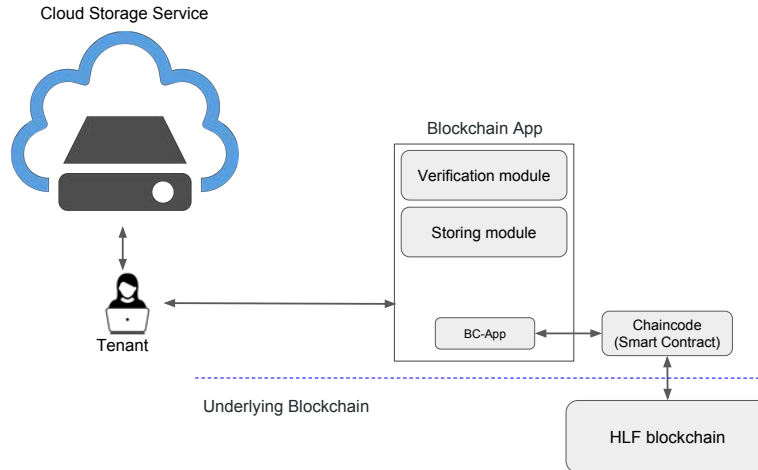 Cloud Storage Service
Blockchain App
Verification module
Storing module
BC-App
Chaincode
(Smart Contract)
Tenant
Underlying Blockchain
HLF blockchain